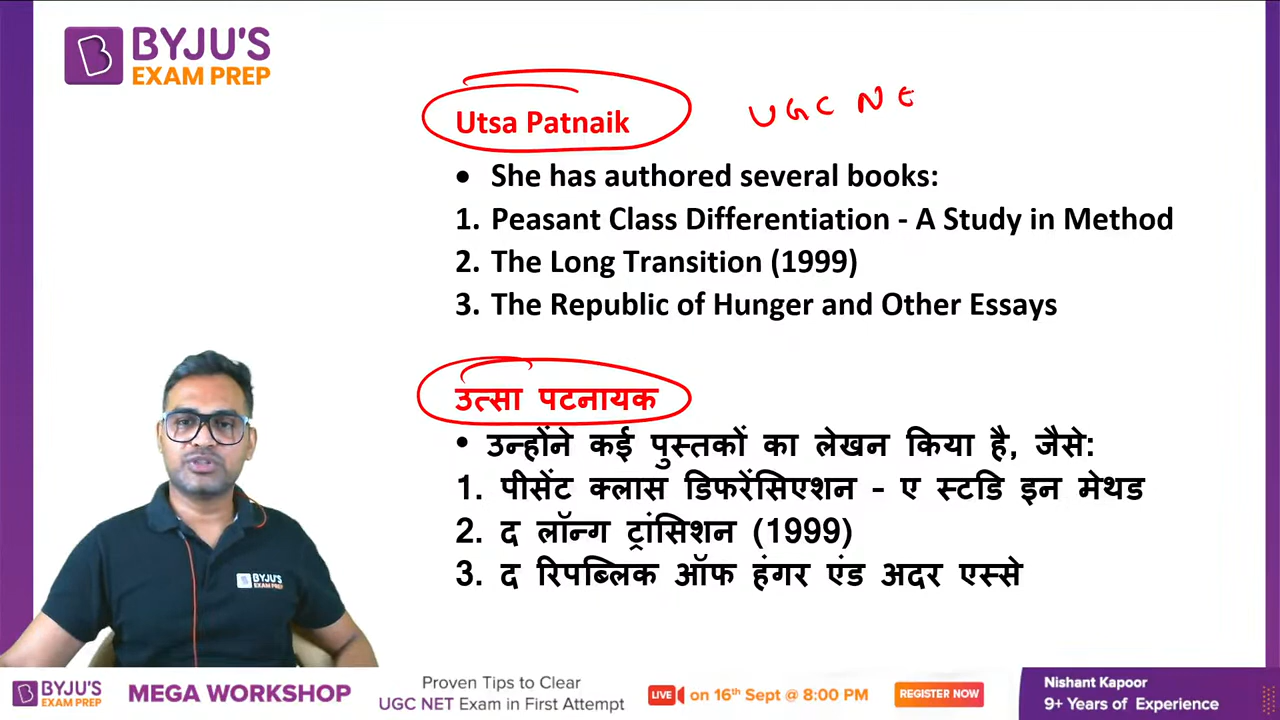 BYJU'S
EXAM PREP
UGC NE
Utsa Patnaik
• She has authored several books:
1. Peasant Class Differentiation - A Study in Method
2. The Long Transition (1999)
3. The Republic of Hunger and Other Essays
उत्सा पटनायक
• उन्होंने कई पुस्तकों का लेखन किया है, जैसे:
1. पीसेंट क्लास डिफरेंसिएशन - ए स्टडि इन मेथड
2. द लॉन्ग ट्रांसिशन (1999)
3. द रिपब्लिक ऑफ हंगर एंड अदर एस्से
BYJU'S
EXAM PREP
BYJU'S
EXAM PREP
MEGA WORKSHOP
Proven Tips to Clear
UGC NET Exam in First Attempt
LIVE on 16th Sept @ 8:00 PM
REGISTER NOW
Nishant Kapoor
9+ Years of Experience